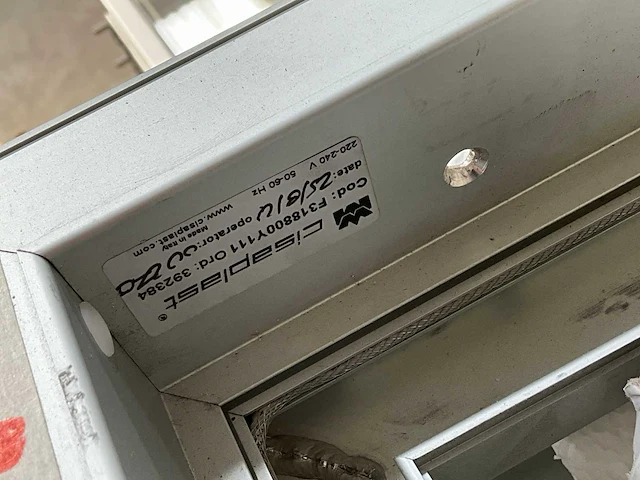 cisaplast®
Cod: F318800Y111 Ord: 392384
date: 25/8/ operator:
Made in Italy
220-240 V 50-60 Hz www.cisaplast.com